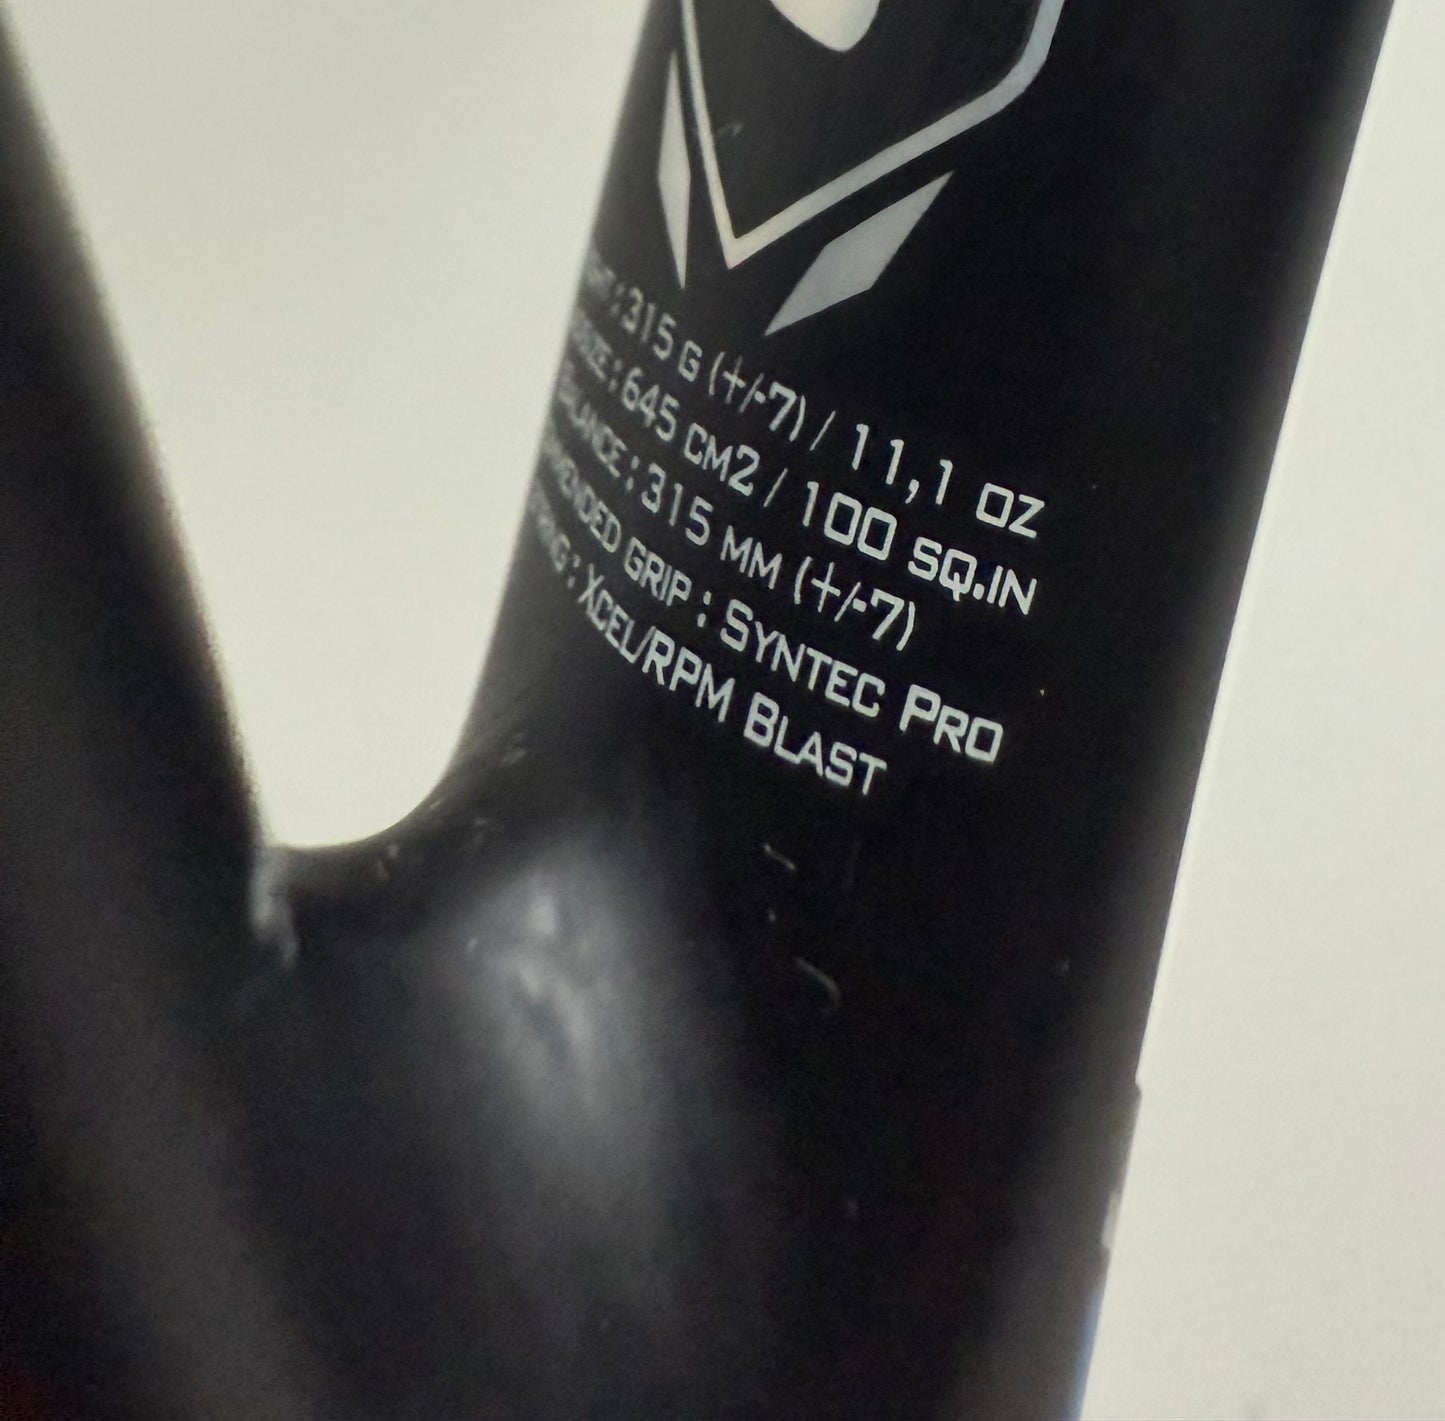 : 315 G (+/-7) / 11,1 OZ
: 645 CM2 / 100 SQ.IN
BALANCE : 315 MM (+/-7)
GRIP : SYNTEC PRO
: XCEL/RPM BLAST